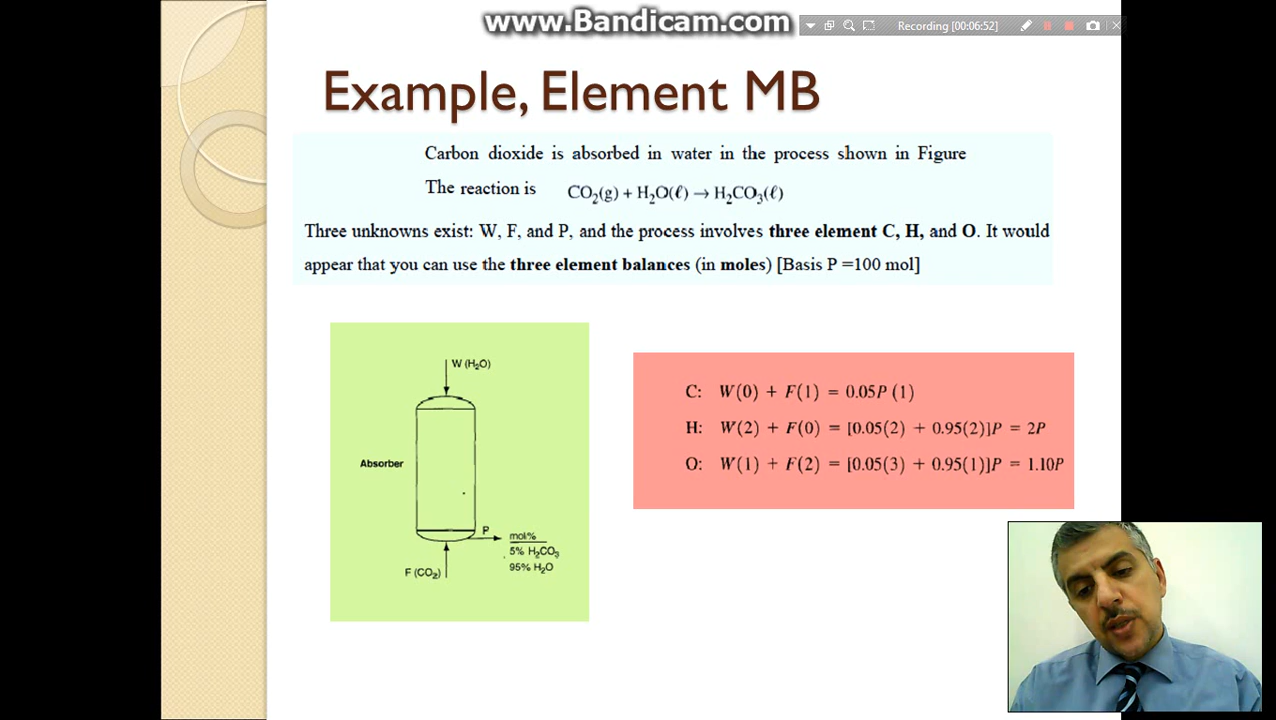 www.Bandicam.com
Recording [00:06:52]
Example, Element MB
Carbon dioxide is absorbed in water in the process shown in Figure
The reaction is CO₂(g) + H₂O(ℓ) → H₂CO₃(ℓ)
Three unknowns exist: W, F, and P, and the process involves three element C, H, and O. It would
appear that you can use the three element balances (in moles) [Basis P =100 mol]
W (H₂O)
Absorber
P
mol%
5% H₂CO₃
95% H₂O
F (CO₂)
C: W(0) + F(1) = 0.05P (1)
H: W(2) + F(0) = [0.05(2) + 0.95(2)]P = 2P
O: W(1) + F(2) = [0.05(3) + 0.95(1)]P = 1.10P